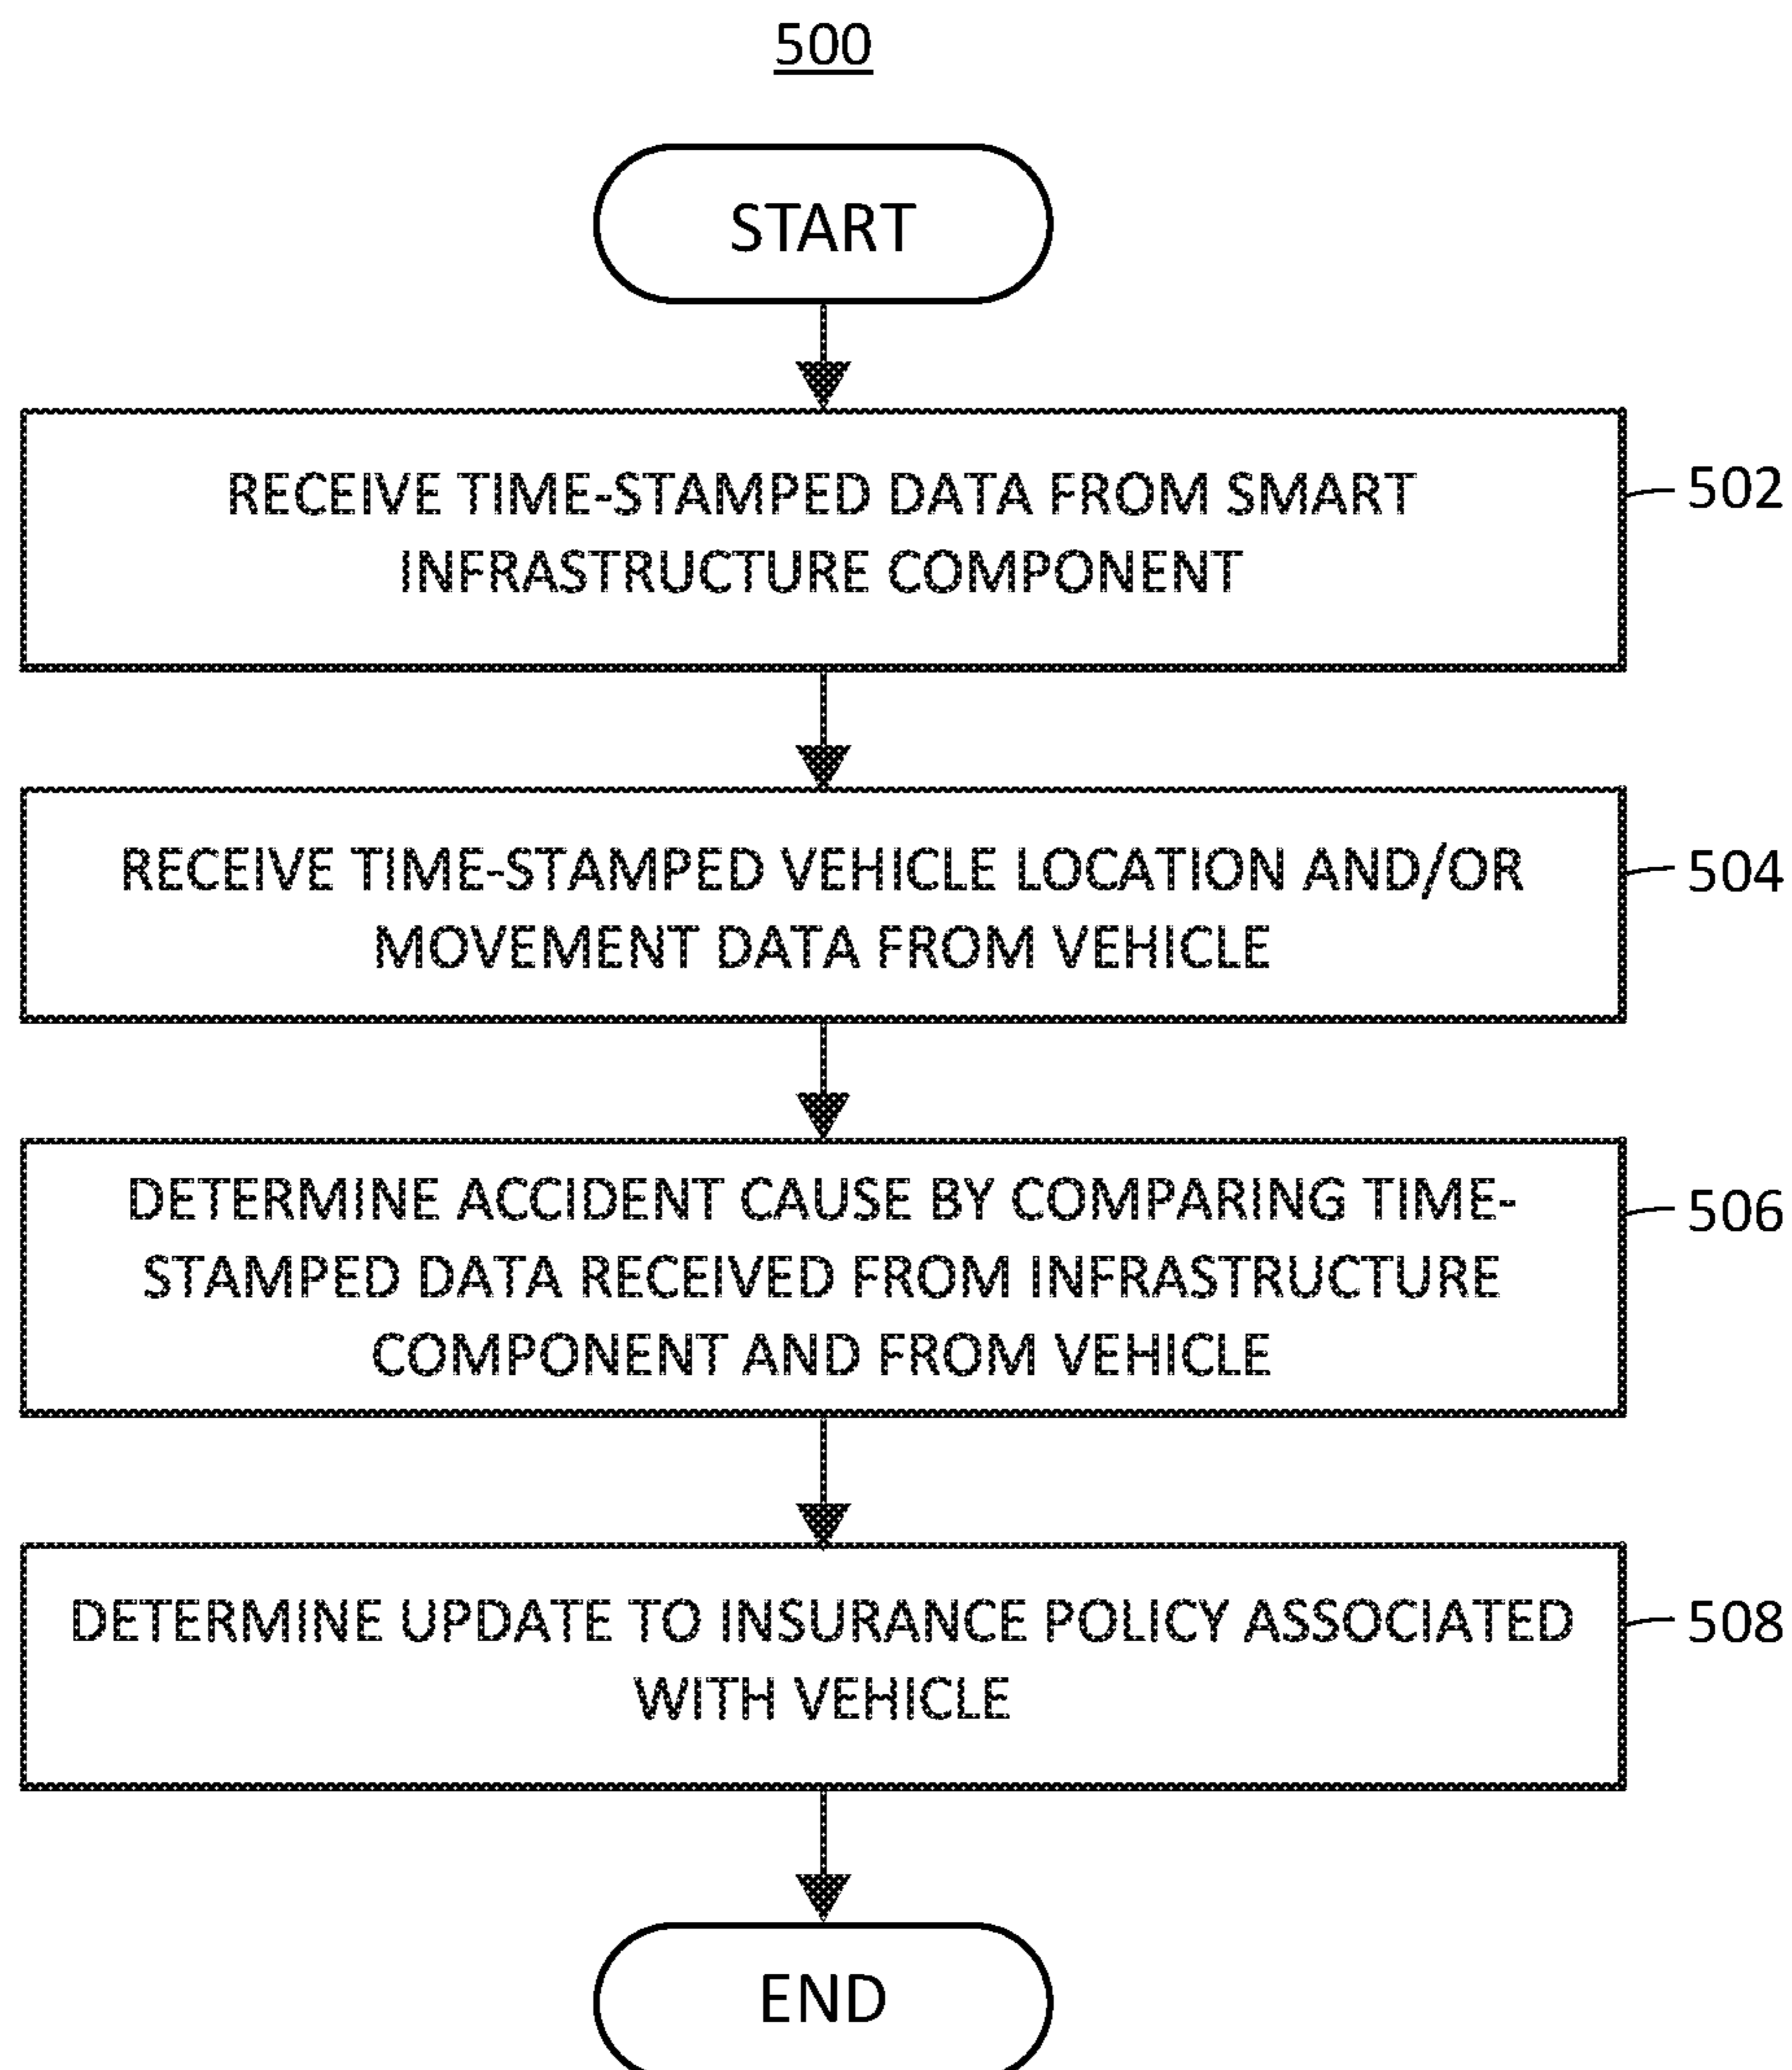 500
START
RECEIVE TIME-STAMPED DATA FROM SMART
INFRASTRUCTURE COMPONENT
502
RECEIVE TIME-STAMPED VEHICLE LOCATION AND/OR
MOVEMENT DATA FROM VEHICLE
504
DETERMINE ACCIDENT CAUSE BY COMPARING TIME-
STAMPED DATA RECEIVED FROM INFRASTRUCTURE
COMPONENT AND FROM VEHICLE
506
DETERMINE UPDATE TO INSURANCE POLICY ASSOCIATED
WITH VEHICLE
508
END